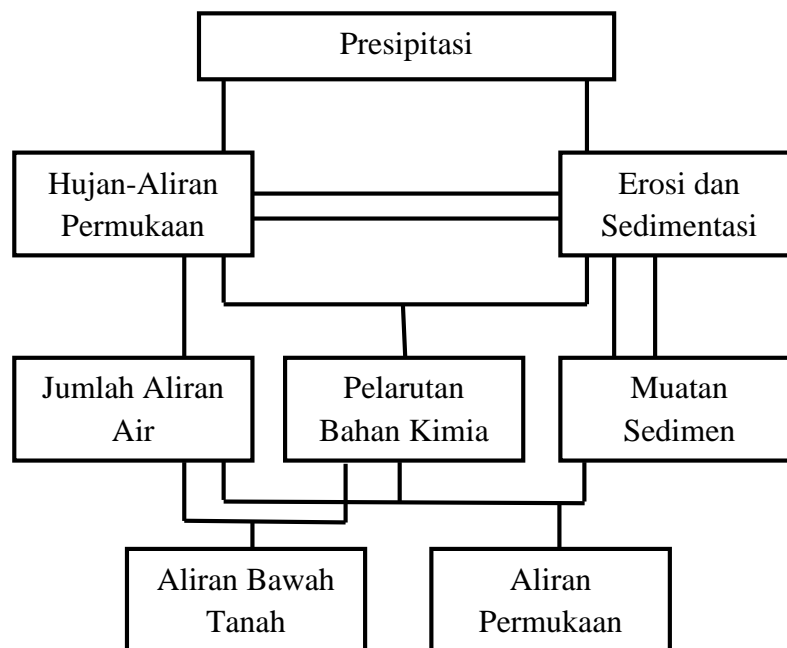 Presipitasi
Hujan-Aliran
Permukaan
Erosi dan
Sedimentasi
Jumlah Aliran
Air
Pelarutan
Bahan Kimia
Muatan
Sedimen
Aliran Bawah
Tanah
Aliran
Permukaan